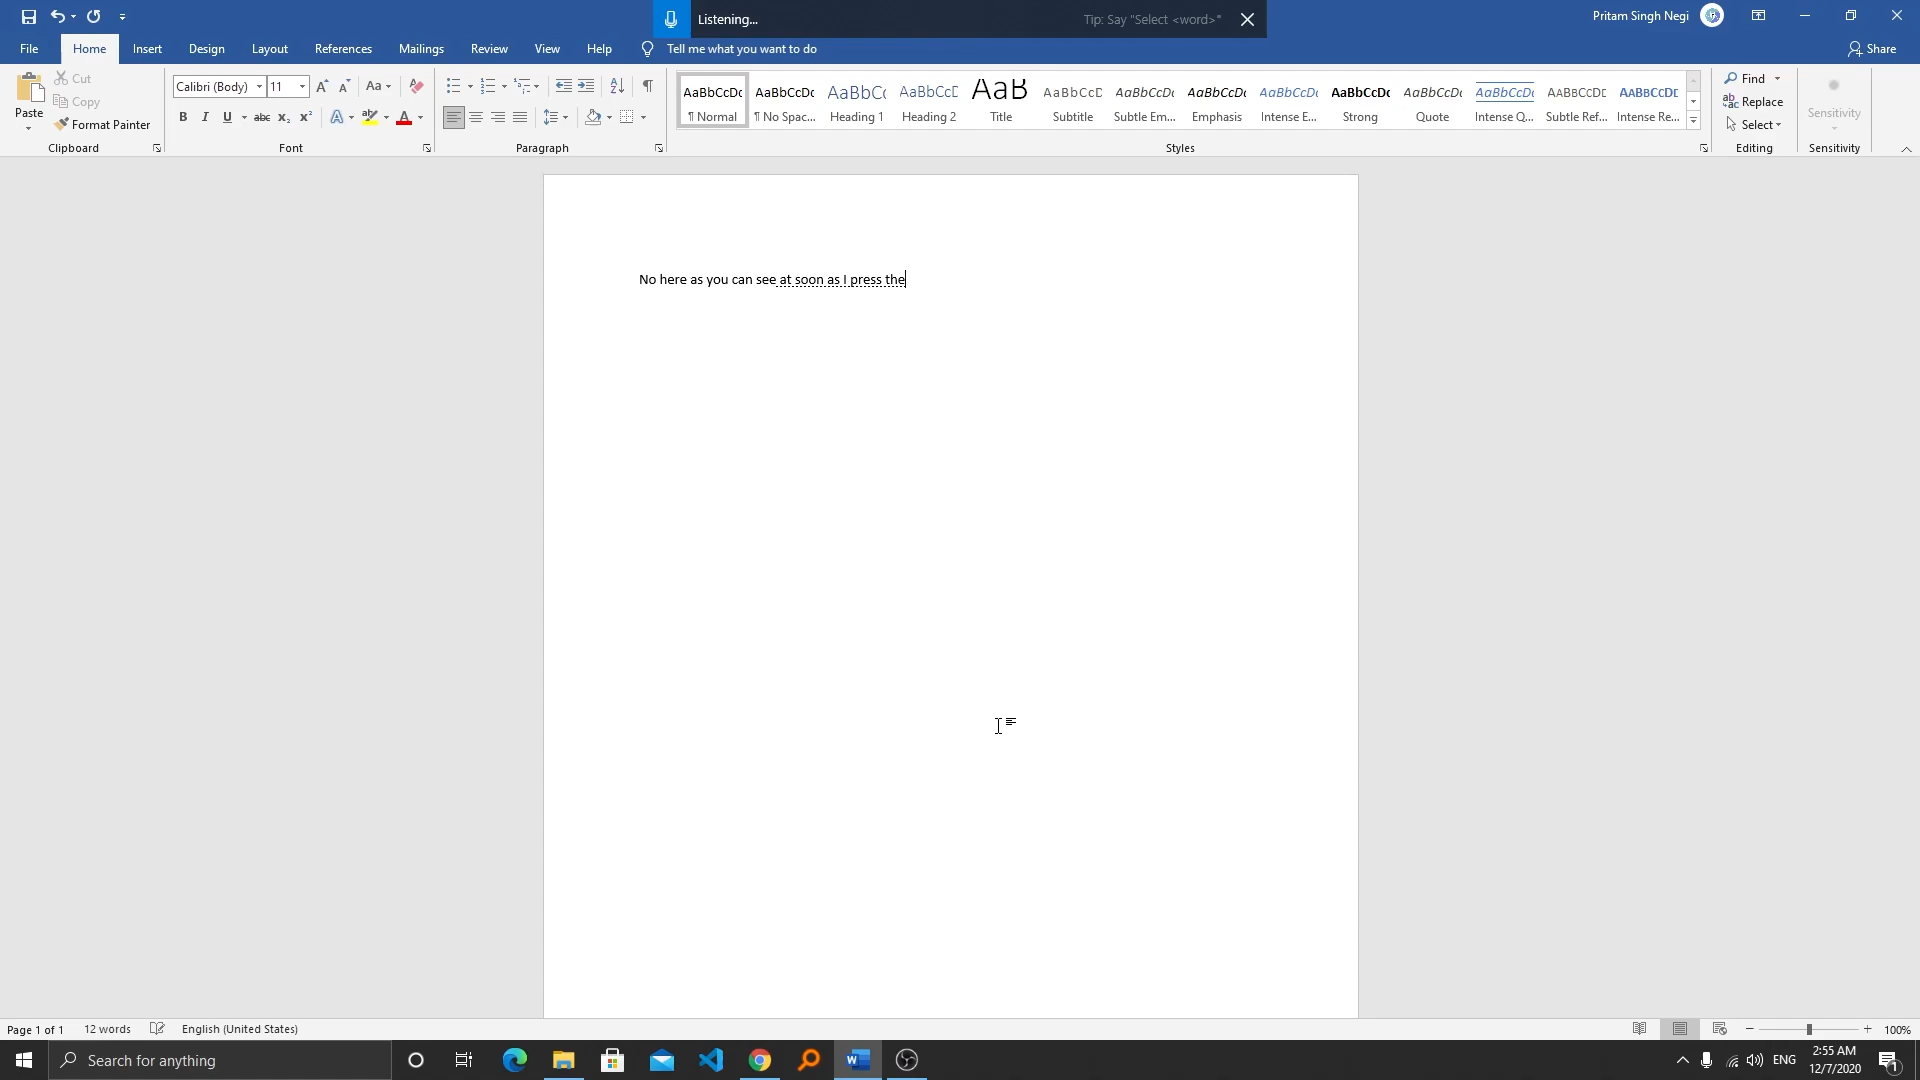 Listening...
Tip: Say "Select <word>"
Pritam Singh Negi
File Home Insert Design Layout References Mailings Review View Help Tell me what you want to do Share
Paste
Cut
Copy
Format Painter
Clipboard
Calibri (Body) 11
Font
Paragraph
AaBbCcDc AaBbCcDc AaBbCc AaBbCcD AaB AaBbCcD AaBbCcDc AaBbCcDc AaBbCcDc AaBbCcDc AaBbCcDc AaBbCcDc AaBbCcDc AaBbCcDc
¶ Normal ¶ No Spac... Heading 1 Heading 2 Title Subtitle Subtle Em... Emphasis Intense E... Strong Quote Intense Q... Subtle Ref... Intense Re...
Styles
Find
Replace
Select
Editing
Sensitivity
Sensitivity
No here as you can see at soon as I press the
Page 1 of 1 12 words English (United States) 100%
Search for anything
ENG
2:55 AM
12/7/2020
1